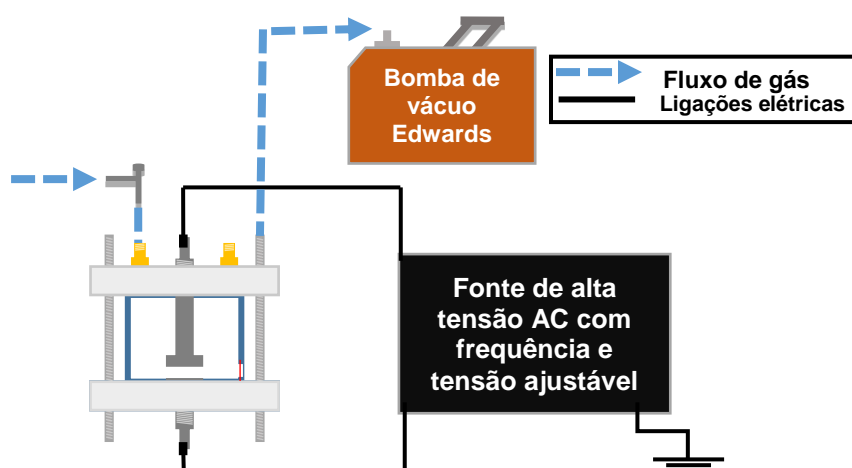 Bomba de
vácuo
Edwards
Fluxo de gás
Ligações elétricas
Fonte de alta
tensão AC com
frequência e
tensão ajustável